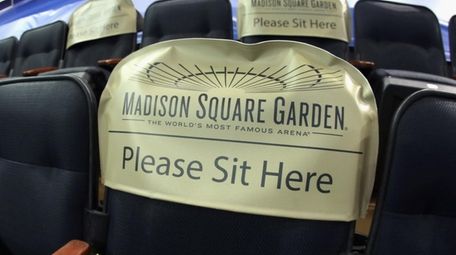 MADISON SQUARE GARDEN
Please Sit Here
MADISON SQUARE GARDEN®
THE WORLD'S MOST FAMOUS ARENA®
Please Sit Here